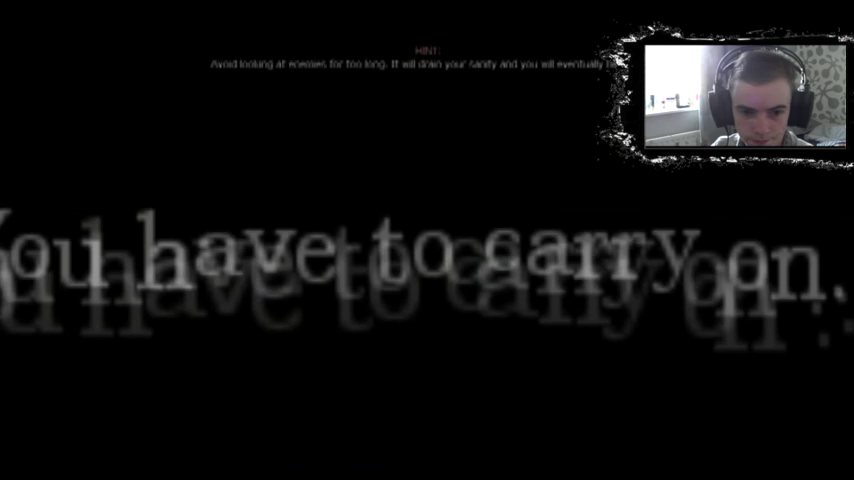 HINT:
Avoid looking at enemies for too long. It will drain your sanity and you will eventually
You have to carry on.